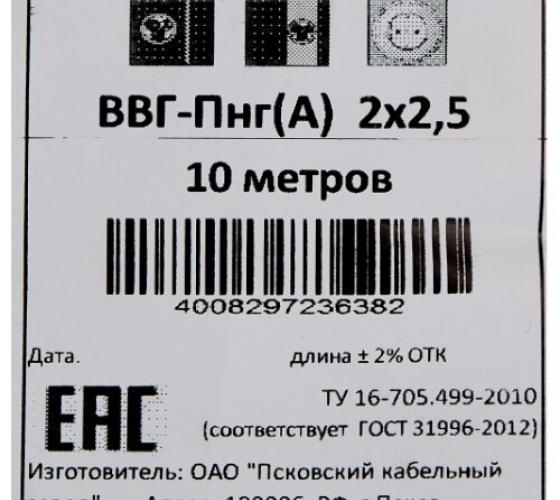 ВВГ-Пнг(А) 2х2,5
10 метров
4008297236382
Дата.
длина ± 2% ОТК
ЕАС
ТУ 16-705.499-2010
(соответствует ГОСТ 31996-2012)
Изготовитель: ОАО "Псковский кабельный